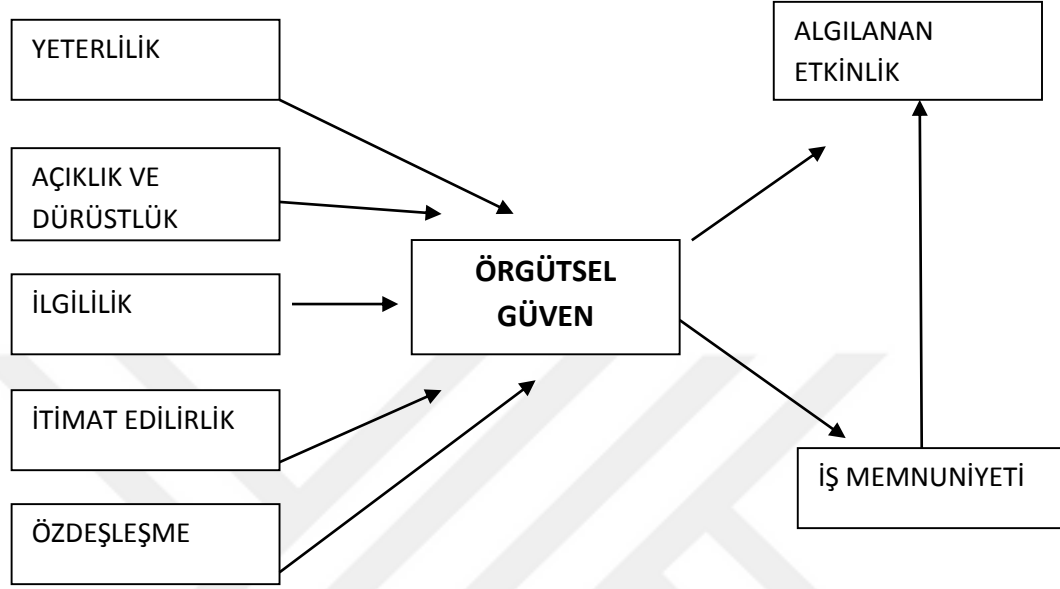 YETERLİLİK
AÇIKLIK VE
DÜRÜSTLÜK
İLGİLİLİK
İTİMAT EDİLİRLİK
ÖZDEŞLEŞME
ÖRGÜTSEL
GÜVEN
ALGILANAN
ETKİNLİK
İŞ MEMNUNİYETİ